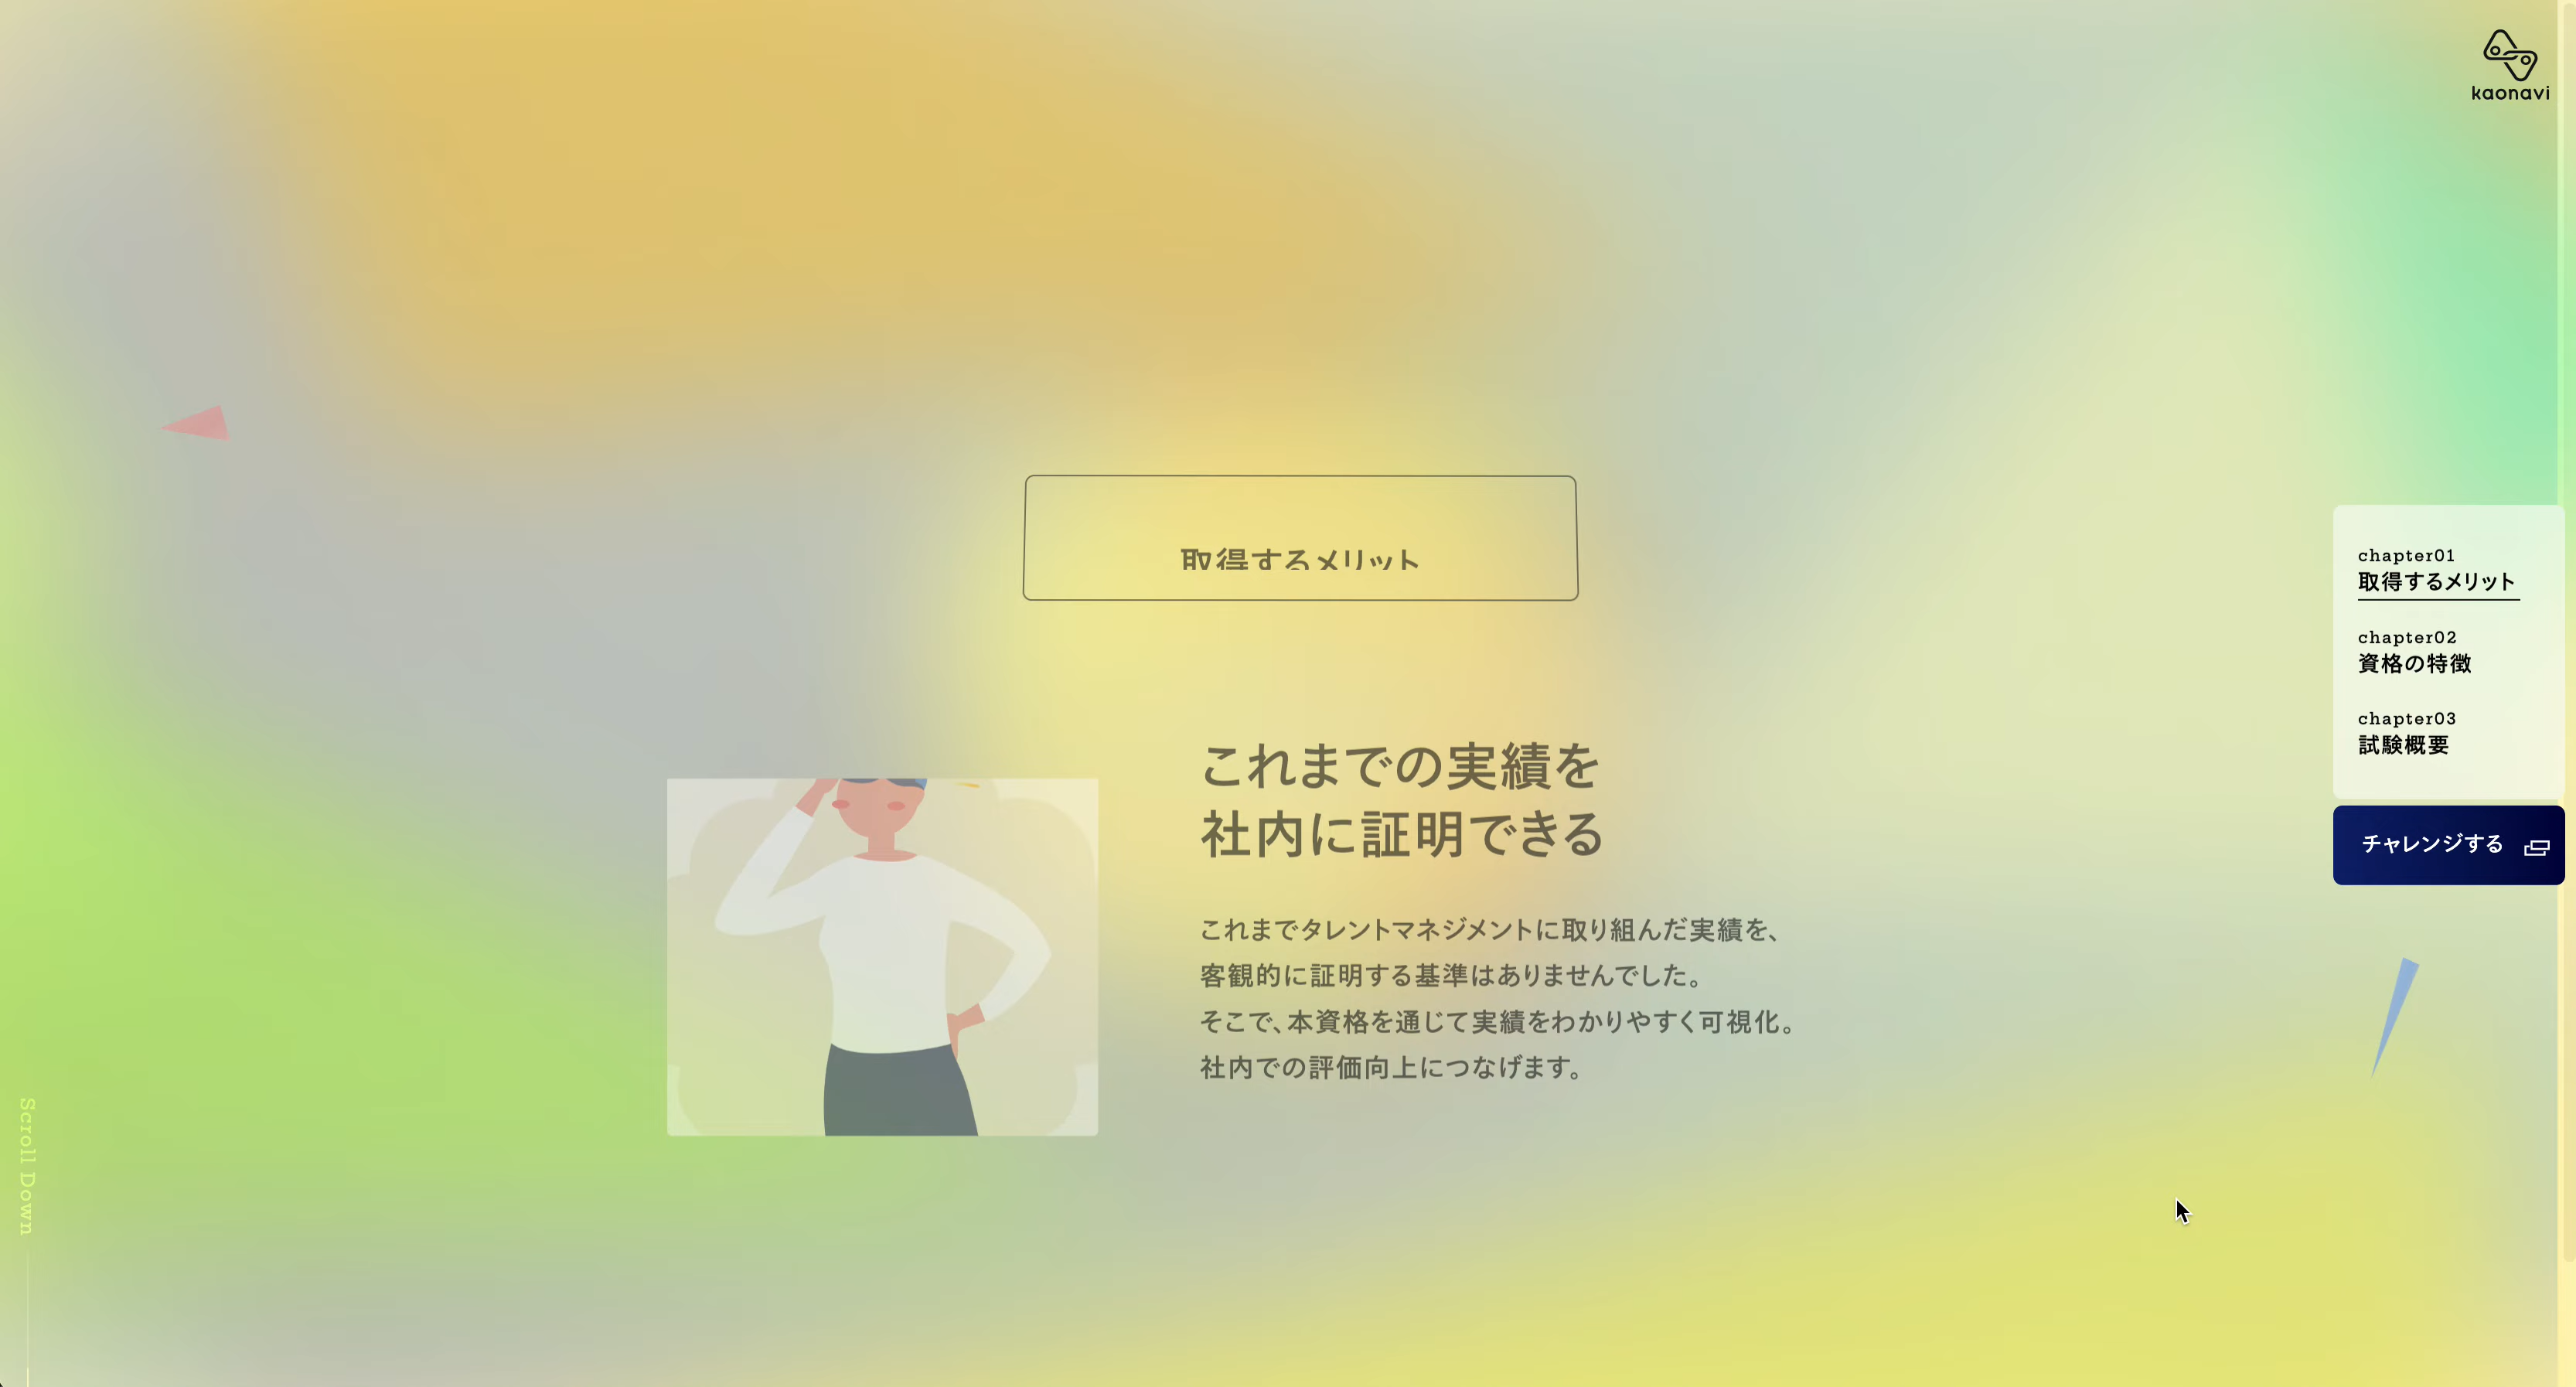 kaonavi
取得するメリット
これまでの実績を
社内に証明できる
これまでタレントマネジメントに取り組んだ実績を、
客観的に証明する基準はありませんでした。
そこで、本資格を通じて実績をわかりやすく可視化。
社内での評価向上につなげます。
chapter01
取得するメリット
chapter02
資格の特徴
chapter03
試験概要
チャレンジする
Scroll Down